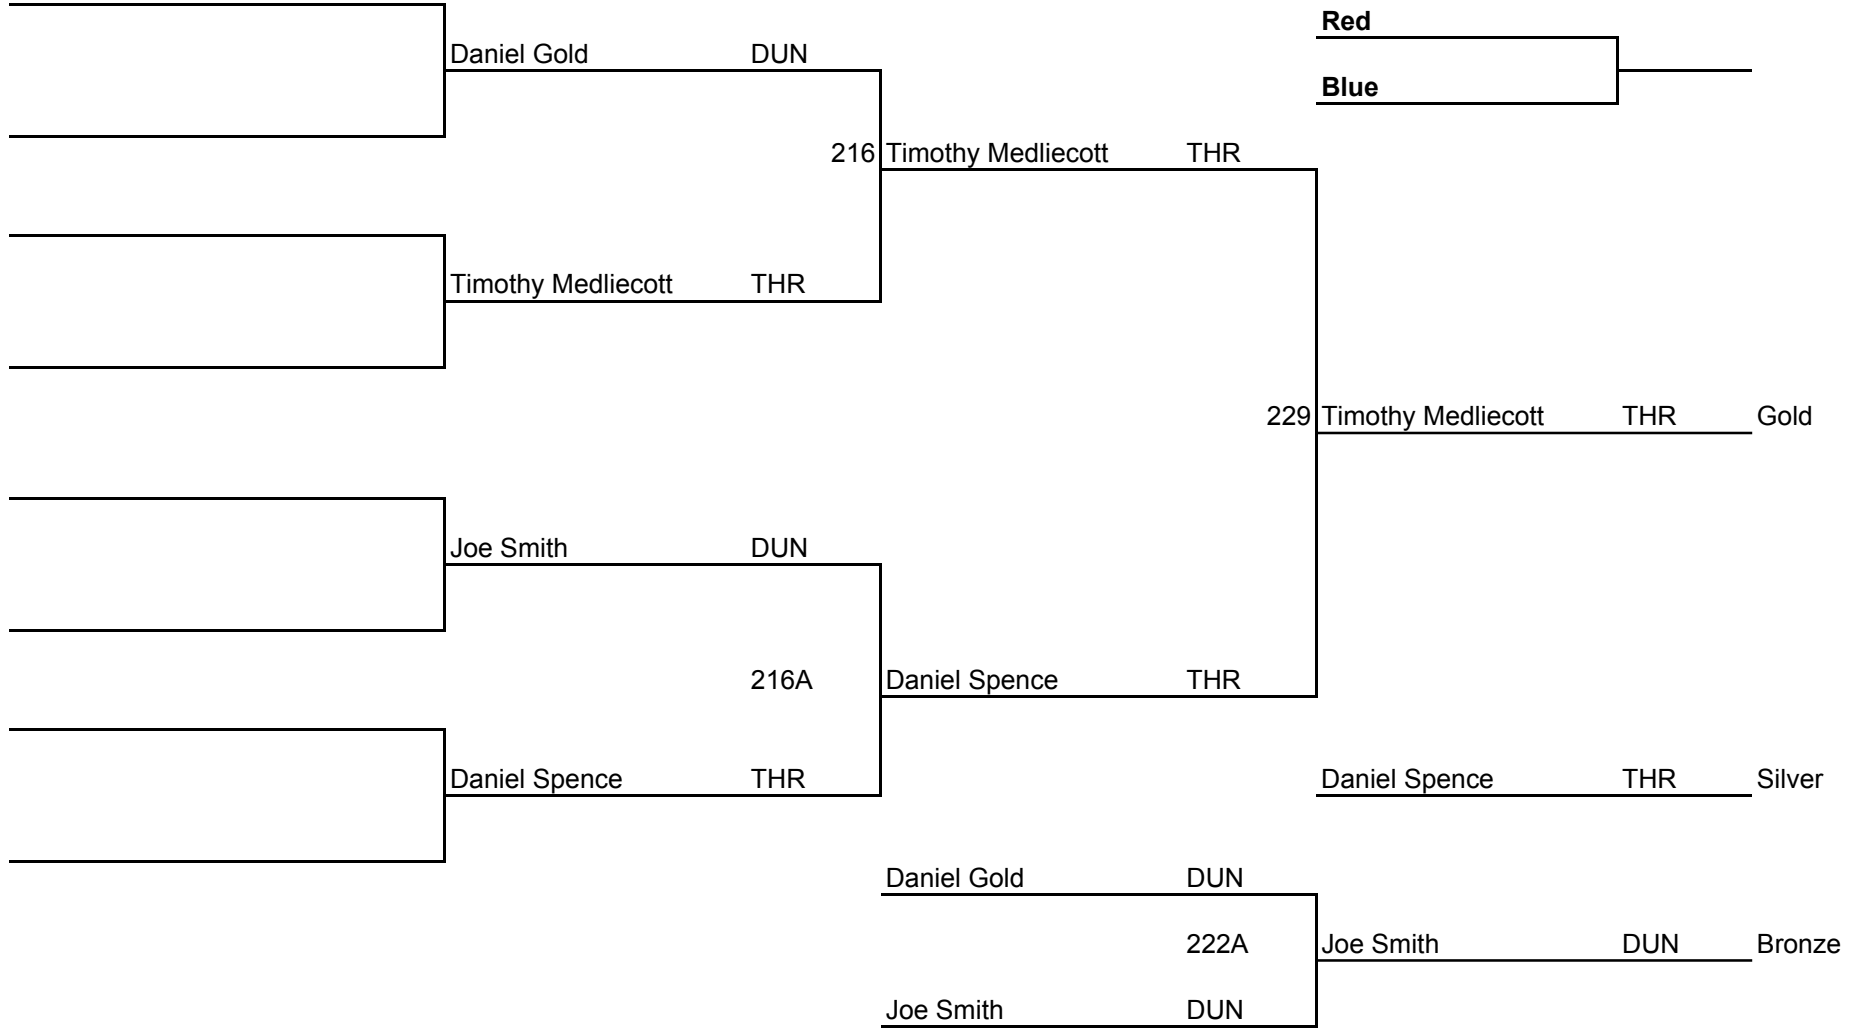 Red
Daniel Gold DUN
Blue
216 Timothy Medliecott THR
Timothy Medliecott THR
229 Timothy Medliecott THR Gold
Joe Smith DUN
216A Daniel Spence THR
Daniel Spence THR
Daniel Spence THR Silver
Daniel Gold DUN
222A Joe Smith DUN Bronze
Joe Smith DUN